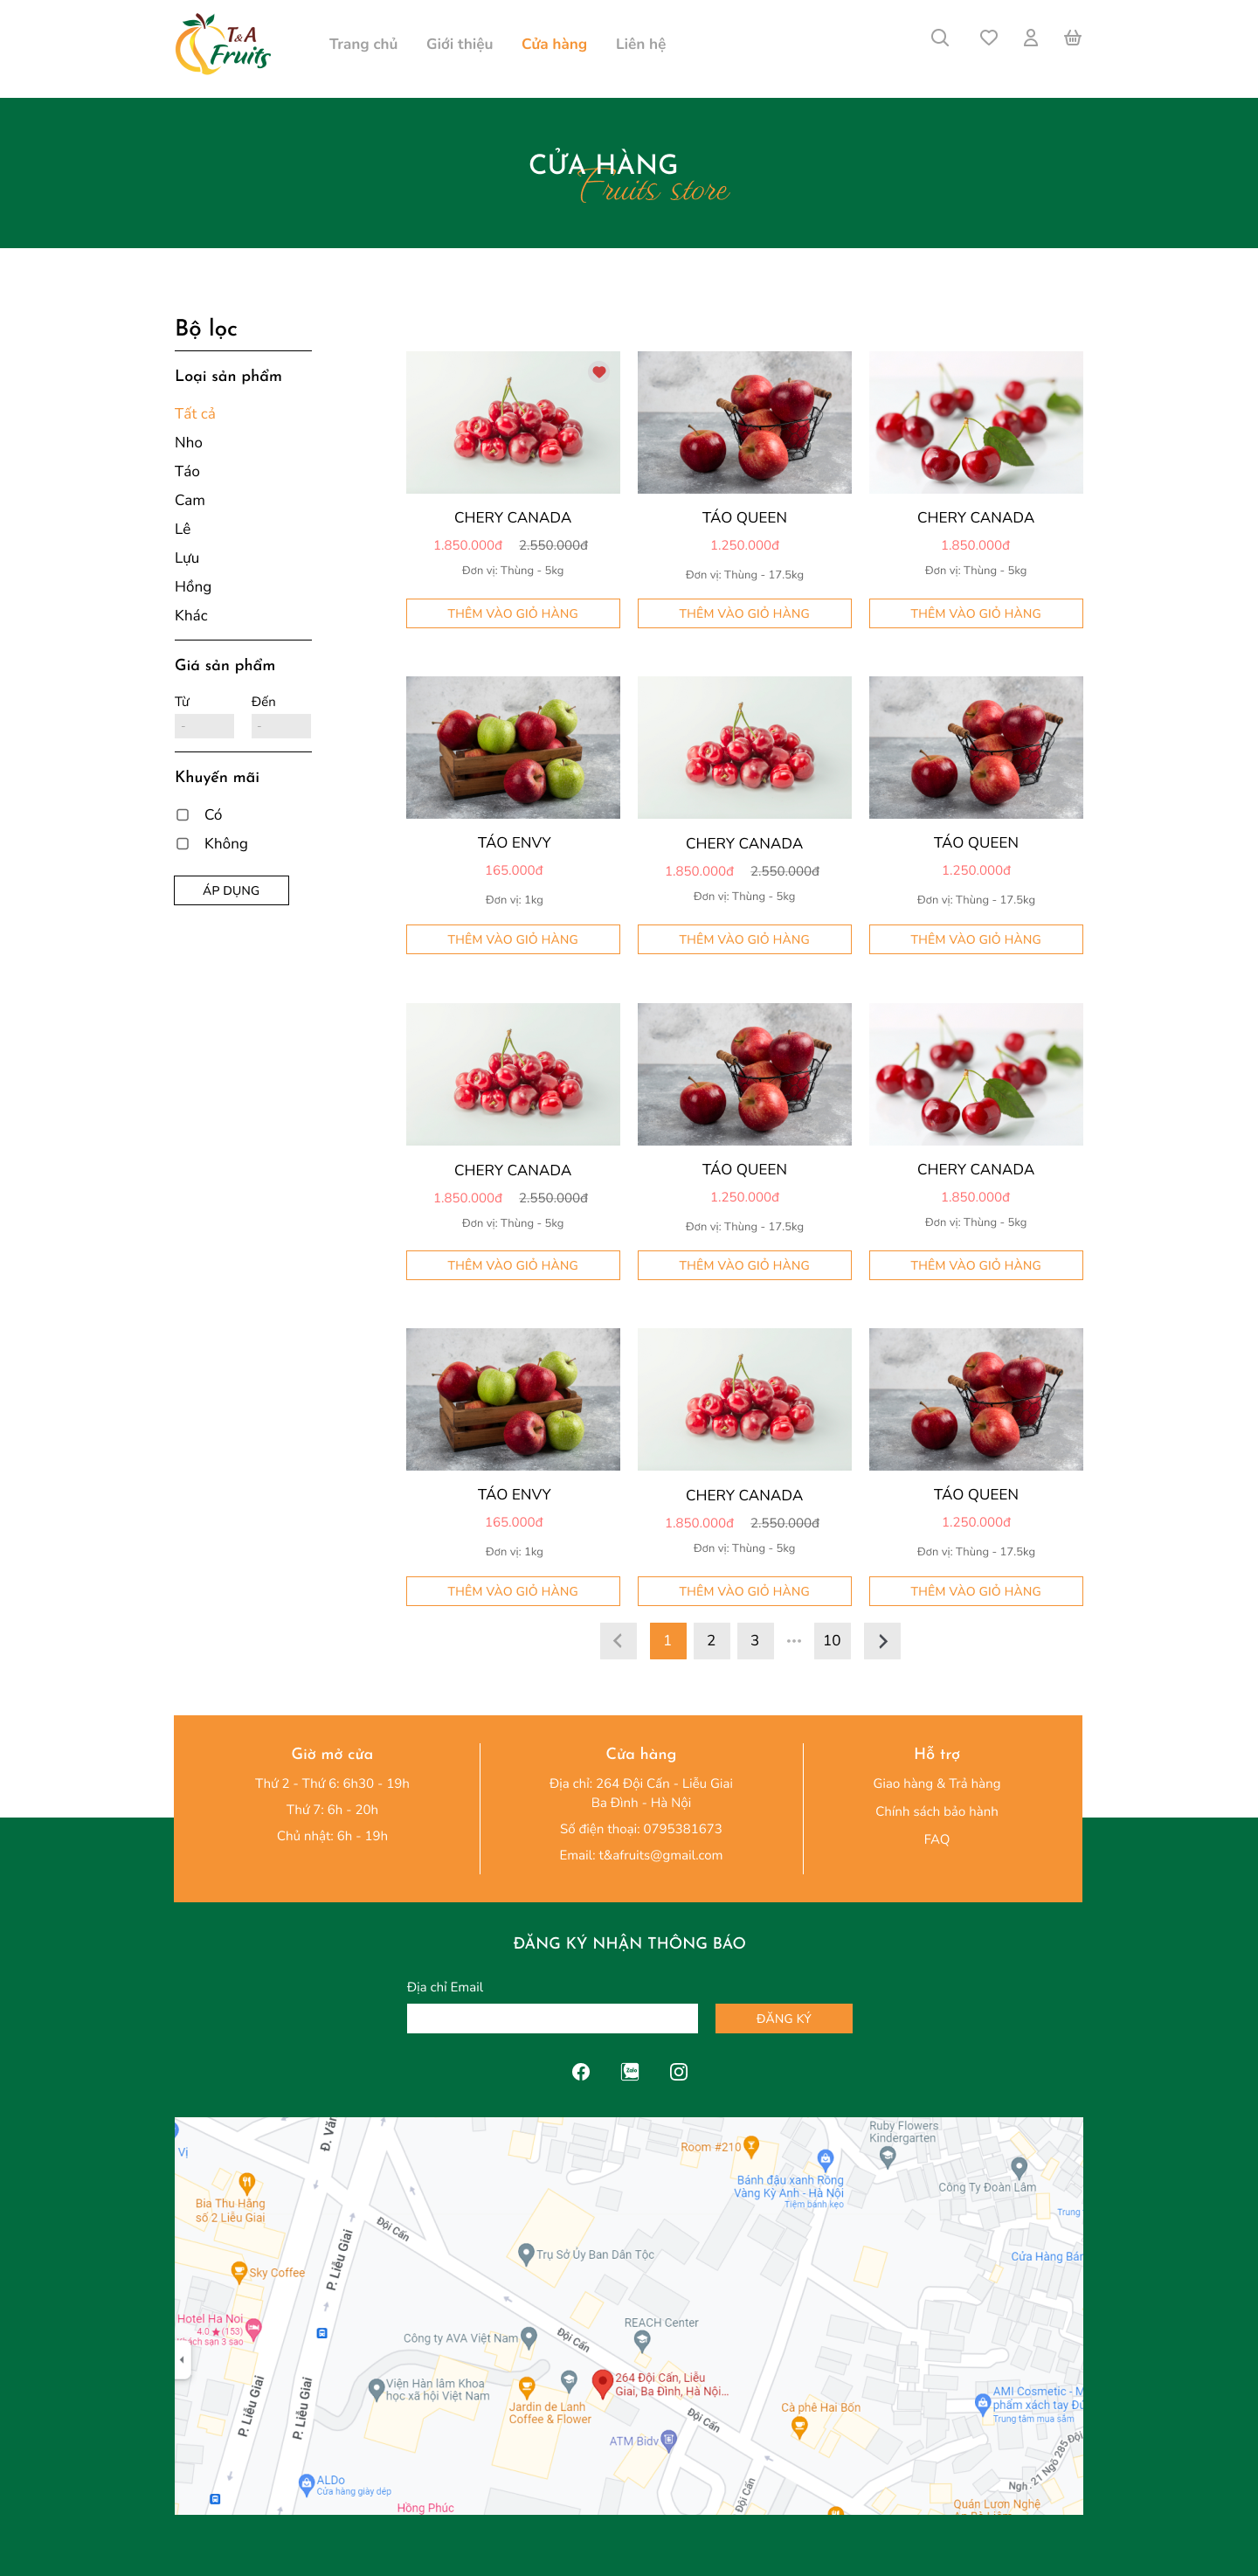 T&A
Fruits
Trang chủ
Giới thiệu
Cửa hàng
Liên hệ
CỬA HÀNG
Fruits store
Bộ lọc
Loại sản phẩm
Tất cả
Nho
Táo
Cam
Lê
Lựu
Hồng
Khác
Giá sản phẩm
Từ
Đến
-
-
Khuyến mãi
Có
Không
ÁP DỤNG
CHERY CANADA
1.850.000đ 2.550.000đ
Đơn vị: Thùng - 5kg
THÊM VÀO GIỎ HÀNG
TÁO QUEEN
1.250.000đ
Đơn vị: Thùng - 17.5kg
THÊM VÀO GIỎ HÀNG
CHERY CANADA
1.850.000đ
Đơn vị: Thùng - 5kg
THÊM VÀO GIỎ HÀNG
TÁO ENVY
165.000đ
Đơn vị: 1kg
THÊM VÀO GIỎ HÀNG
CHERY CANADA
1.850.000đ 2.550.000đ
Đơn vị: Thùng - 5kg
THÊM VÀO GIỎ HÀNG
TÁO QUEEN
1.250.000đ
Đơn vị: Thùng - 17.5kg
THÊM VÀO GIỎ HÀNG
CHERY CANADA
1.850.000đ 2.550.000đ
Đơn vị: Thùng - 5kg
THÊM VÀO GIỎ HÀNG
TÁO QUEEN
1.250.000đ
Đơn vị: Thùng - 17.5kg
THÊM VÀO GIỎ HÀNG
CHERY CANADA
1.850.000đ
Đơn vị: Thùng - 5kg
THÊM VÀO GIỎ HÀNG
TÁO ENVY
165.000đ
Đơn vị: 1kg
THÊM VÀO GIỎ HÀNG
CHERY CANADA
1.850.000đ 2.550.000đ
Đơn vị: Thùng - 5kg
THÊM VÀO GIỎ HÀNG
TÁO QUEEN
1.250.000đ
Đơn vị: Thùng - 17.5kg
THÊM VÀO GIỎ HÀNG
1 2 3 ••• 10
Giờ mở cửa
Thứ 2 - Thứ 6: 6h30 - 19h
Thứ 7: 6h - 20h
Chủ nhật: 6h - 19h
Cửa hàng
Địa chỉ: 264 Đội Cấn - Liễu Giai
Ba Đình - Hà Nội
Số điện thoại: 0795381673
Email: t&afruits@gmail.com
Hỗ trợ
Giao hàng & Trả hàng
Chính sách bảo hành
FAQ
ĐĂNG KÝ NHẬN THÔNG BÁO
Địa chỉ Email
ĐĂNG KÝ
Zalo
Vị
Đ. Văn
Room #210
Ruby Flowers
Kindergarten
Bánh đậu xanh Rồng
Vàng Kỳ Anh - Hà Nội
Tiệm bánh kẹo
Công Ty Đoàn Lâm
Bia Thu Hằng
số 2 Liễu Giai
Trung
Đội Cấn
P. Liễu Giai
Trụ Sở Ủy Ban Dân Tộc
Cửa Hàng Bán
Sky Coffee
Hotel Ha Noi
4.0 ★ (153)
Khách sạn 3 sao
REACH Center
Công ty AVA Việt Nam
Đội Cấn
Viện Hàn lâm Khoa
học xã hội Việt Nam
264 Đội Cấn, Liễu
Giai, Ba Đình, Hà Nội...
Jardin de Lanh
Coffee & Flower
P. Liễu Giai
P. Liễu Giai
Đội Cấn
Cà phê Hai Bốn
AMI Cosmetic - M
phẩm xách tay Đứ
Trung tâm mua sắm
ATM Bidv
ALDo
Cửa hàng giày dép
Đội Cấn
Ngh
21 Ngõ 285 Đội
Hồng Phúc
Quán Lươn Nghệ